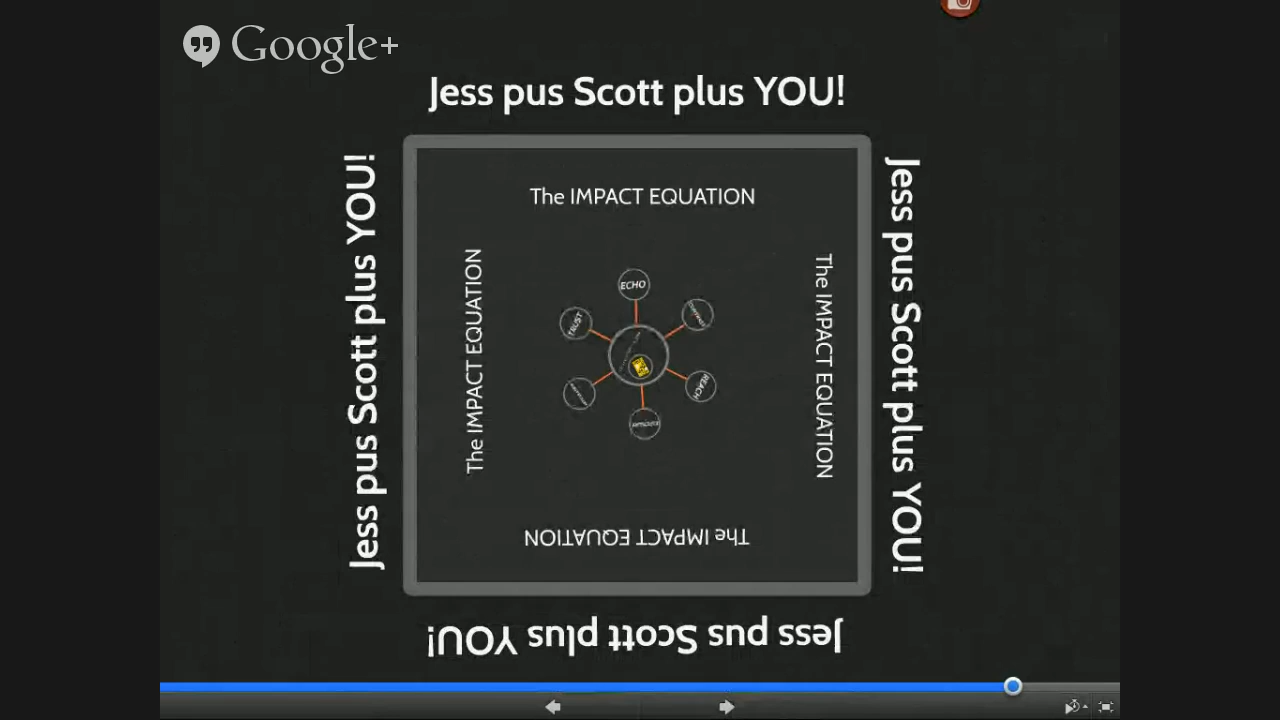 Google+
Jess pus Scott plus YOU!
Jess pus Scott plus YOU!
Jess pus Scott plus YOU!
The IMPACT EQUATION
The IMPACT EQUATION
The IMPACT EQUATION
ECHO
TRUST
REACH
The IMPACT EQUATION
Jess pus Scott plus YOU!